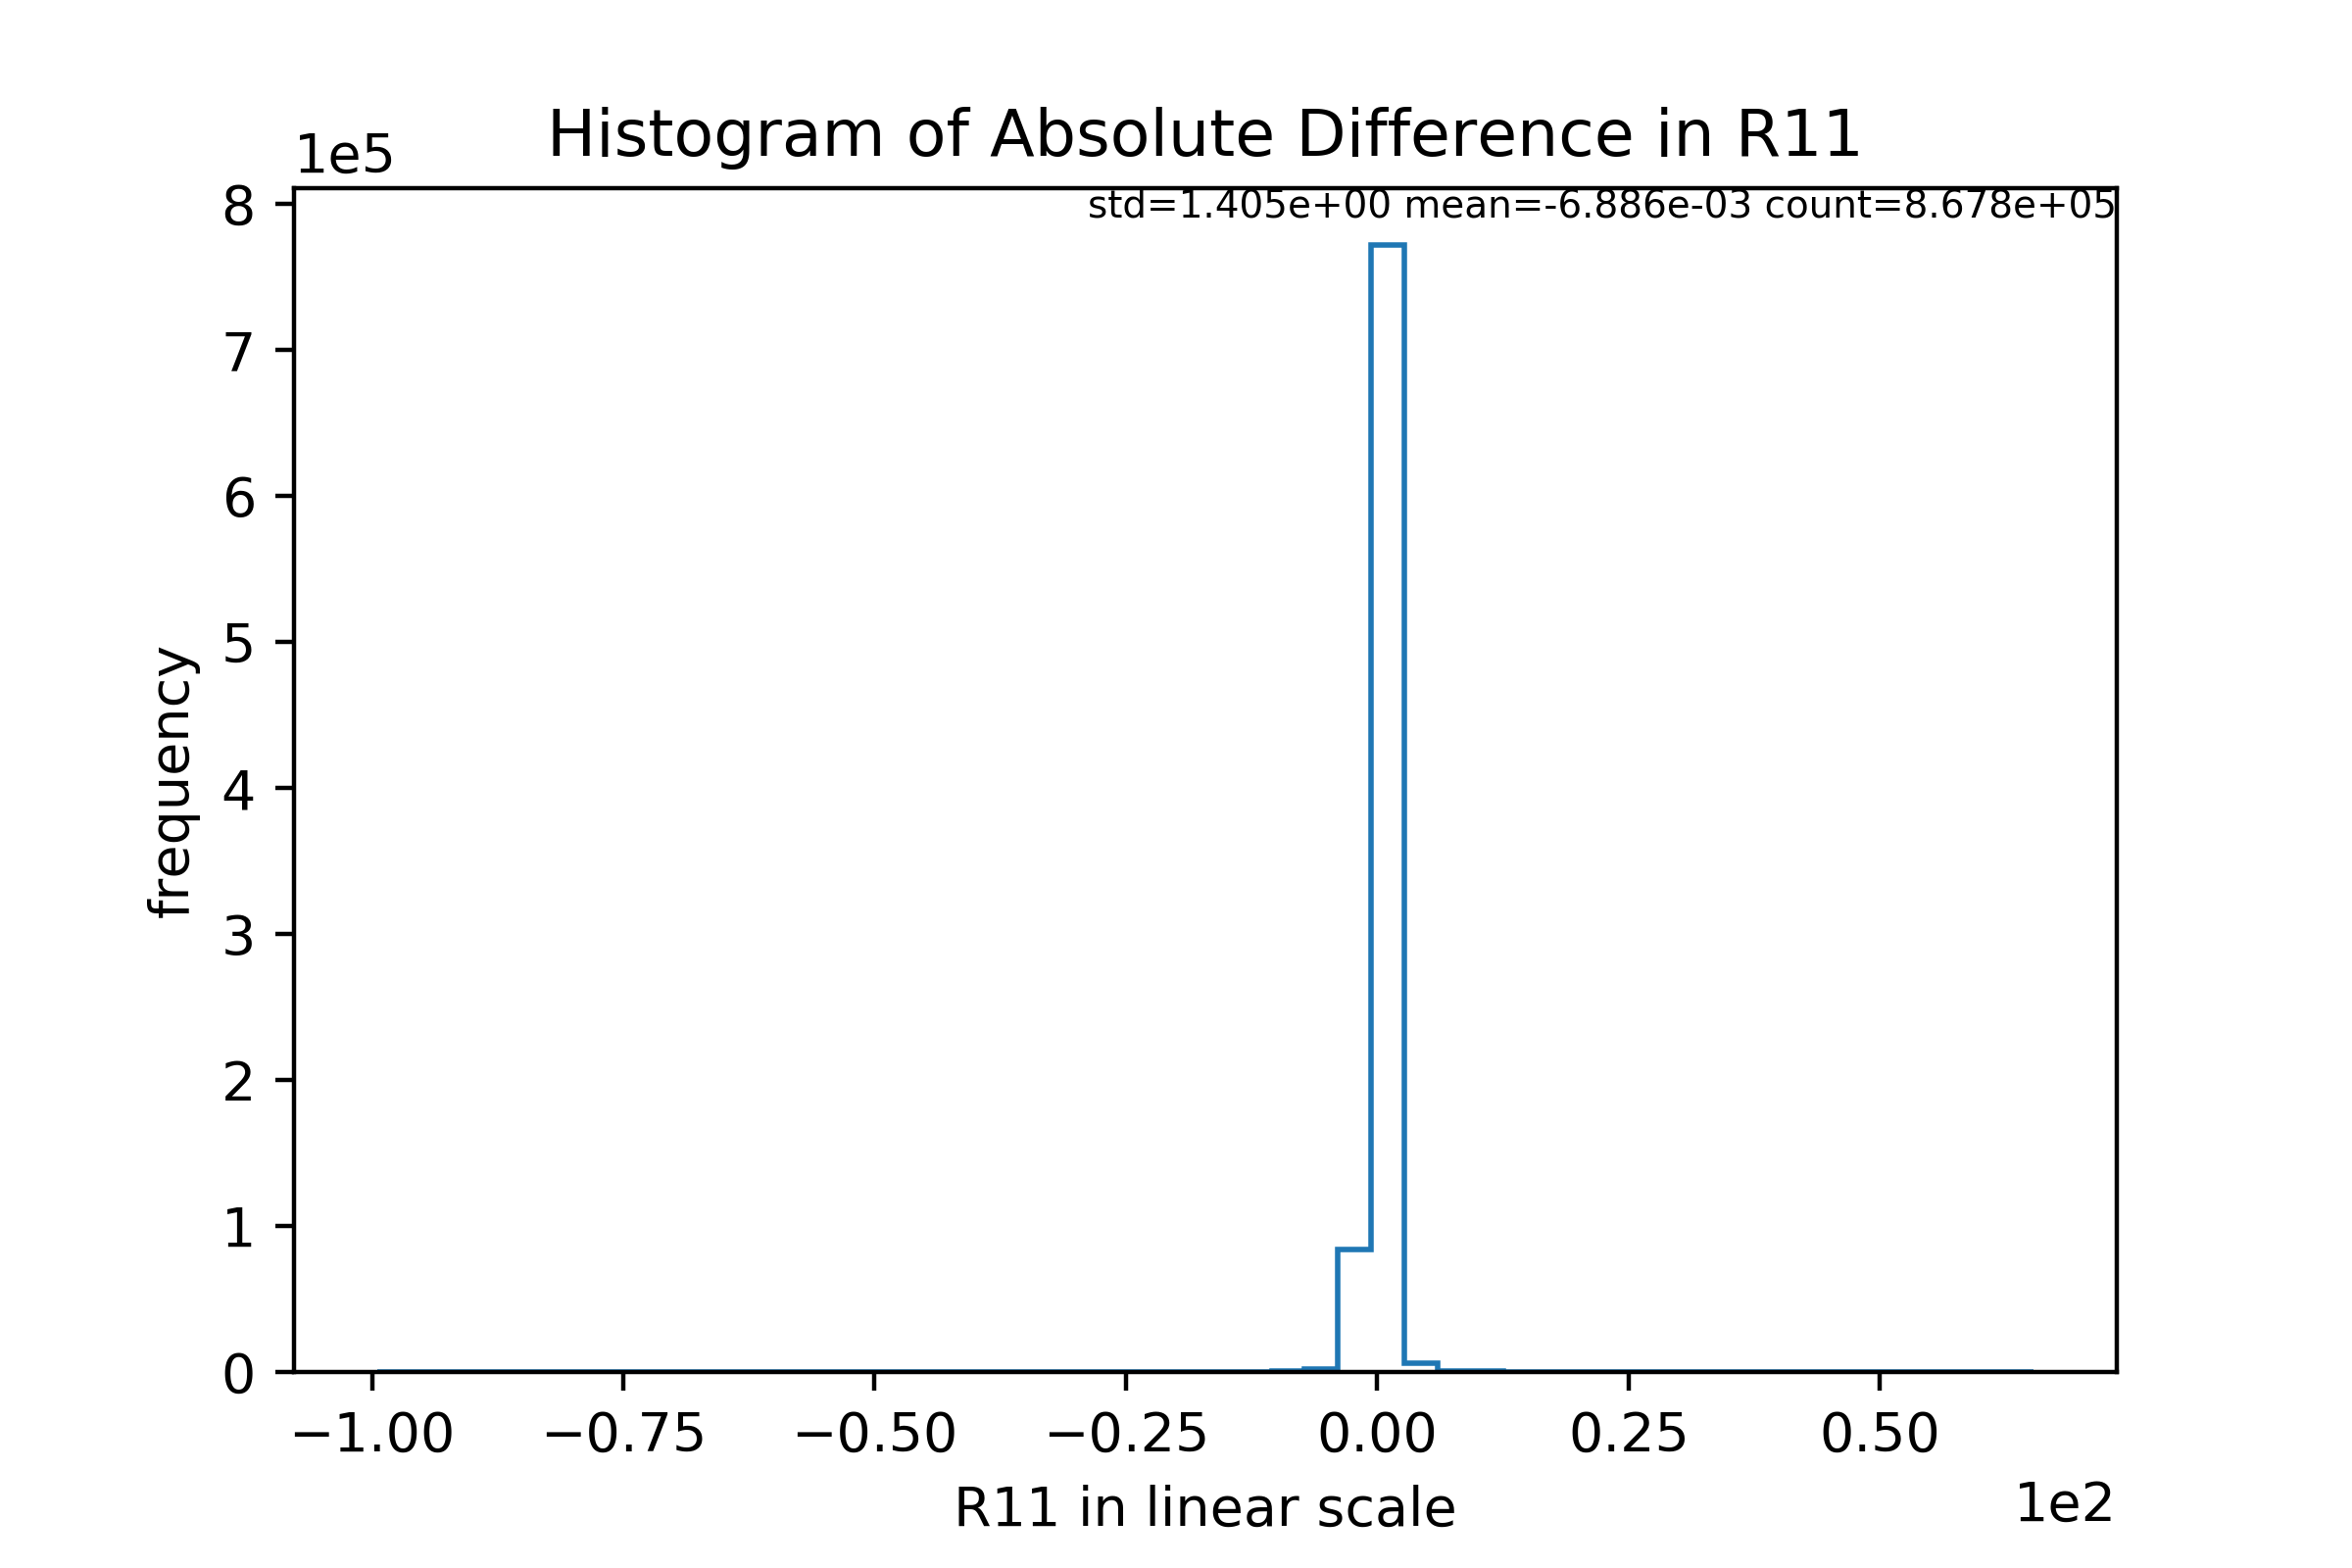 Histogram of Absolute Difference in R11
1e5
std=1.405e+00 mean=-6.886e-03 count=8.678e+05
8
7
6
5
4
3
2
1
0
frequency
−1.00 −0.75 −0.50 −0.25 0.00 0.25 0.50
1e2
R11 in linear scale